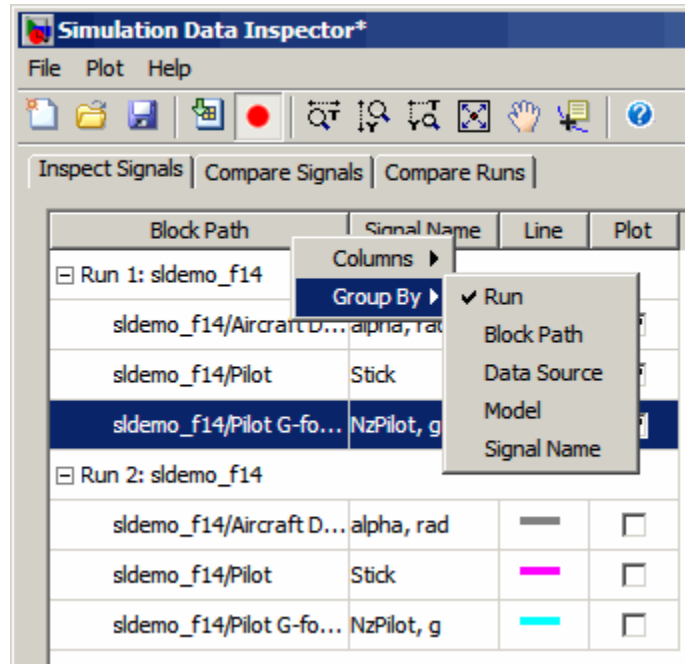 Simulation Data Inspector*
File Plot Help
Inspect Signals Compare Signals Compare Runs
Block Path Signal Name Line Plot
Columns
Run 1: sldemo_f14
Group By Run
sldemo_f14/Aircraft D... alpha, rad
Block Path
sldemo_f14/Pilot Stick Data Source
Model
sldemo_f14/Pilot G-fo... NzPilot, g
Signal Name
Run 2: sldemo_f14
sldemo_f14/Aircraft D... alpha, rad
sldemo_f14/Pilot Stick
sldemo_f14/Pilot G-fo... NzPilot, g